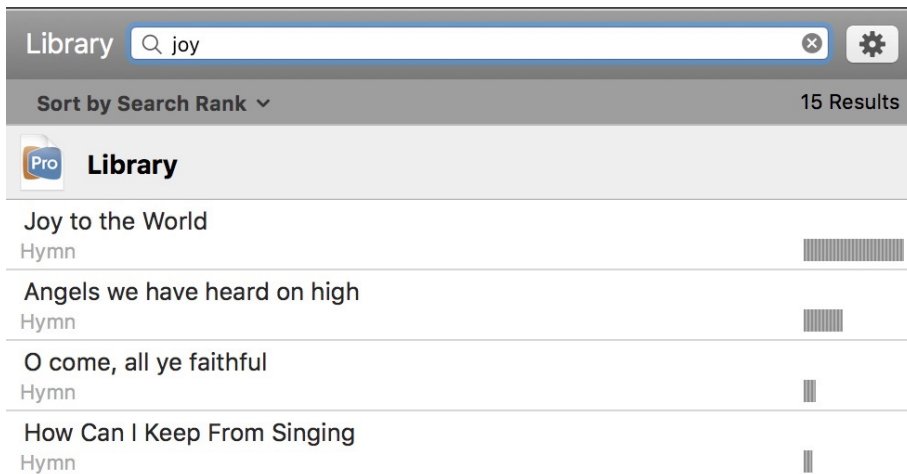 Library joy
Sort by Search Rank 15 Results
Pro Library
Joy to the World
Hymn
Angels we have heard on high
Hymn
O come, all ye faithful
Hymn
How Can I Keep From Singing
Hymn